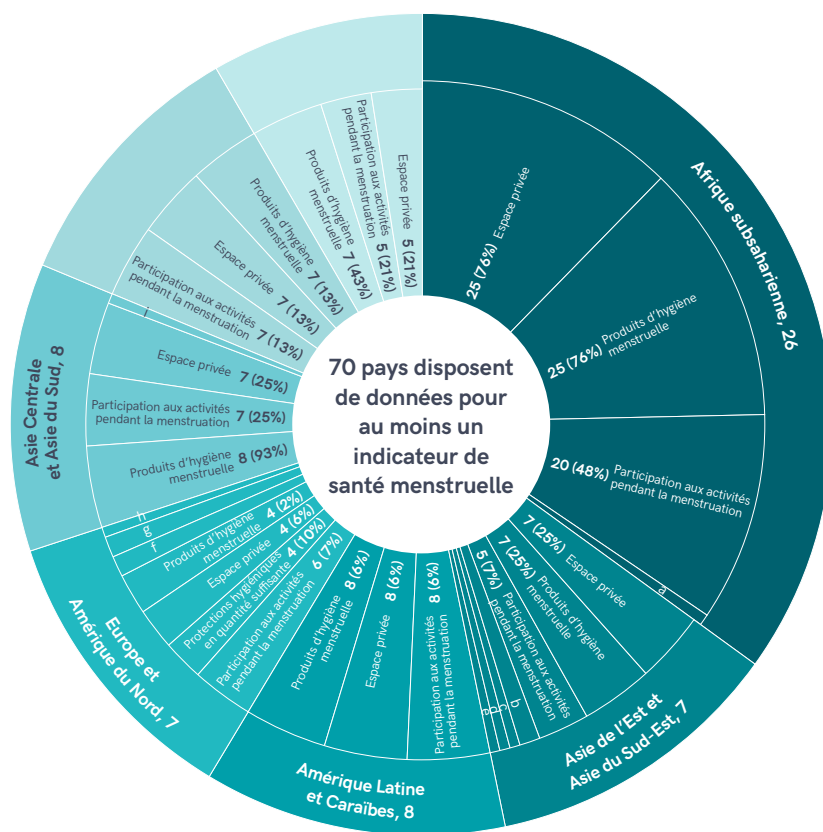 70 pays disposent
de données pour
au moins un
indicateur de
santé menstruelle
Afrique subsaharienne, 26
25 (76%) Espace privée
25 (76%) Produits d'hygiène
menstruelle
20 (48%) Participation aux activités
pendant la menstruation
a
Asie de l'Est et
Asie du Sud-Est, 7
7 (25%) Espace privée
7 (25%) Produits d'hygiène
menstruelle
5 (7%) Participation aux activités
pendant la menstruation
b
c
d
e
Amérique Latine
et Caraïbes, 8
Participation aux activités
pendant la menstruation 8 (6%)
Espace privée 8 (6%)
Produits d'hygiène
menstruelle 8 (6%)
Europe et
Amérique du Nord, 7
Participation aux activités
pendant la menstruation 6 (7%)
Protections hygiéniques
en quantité suffisante 4 (10%)
Espace privée 4 (6%)
Produits d'hygiène
menstruelle 4 (2%)
f
g
h
Asie Centrale
et Asie du Sud, 8
Produits d'hygiène
menstruelle 8 (93%)
Participation aux activités
pendant la menstruation 7 (25%)
Espace privée 7 (25%)
i
Participation aux activités
pendant la menstruation 7 (13%)
Espace privée 7 (13%)
Produits d'hygiène
menstruelle 7 (13%)
Produits d'hygiène
menstruelle 7 (43%)
Participation aux activités
pendant la menstruation 5 (21%)
Espace privée 5 (21%)